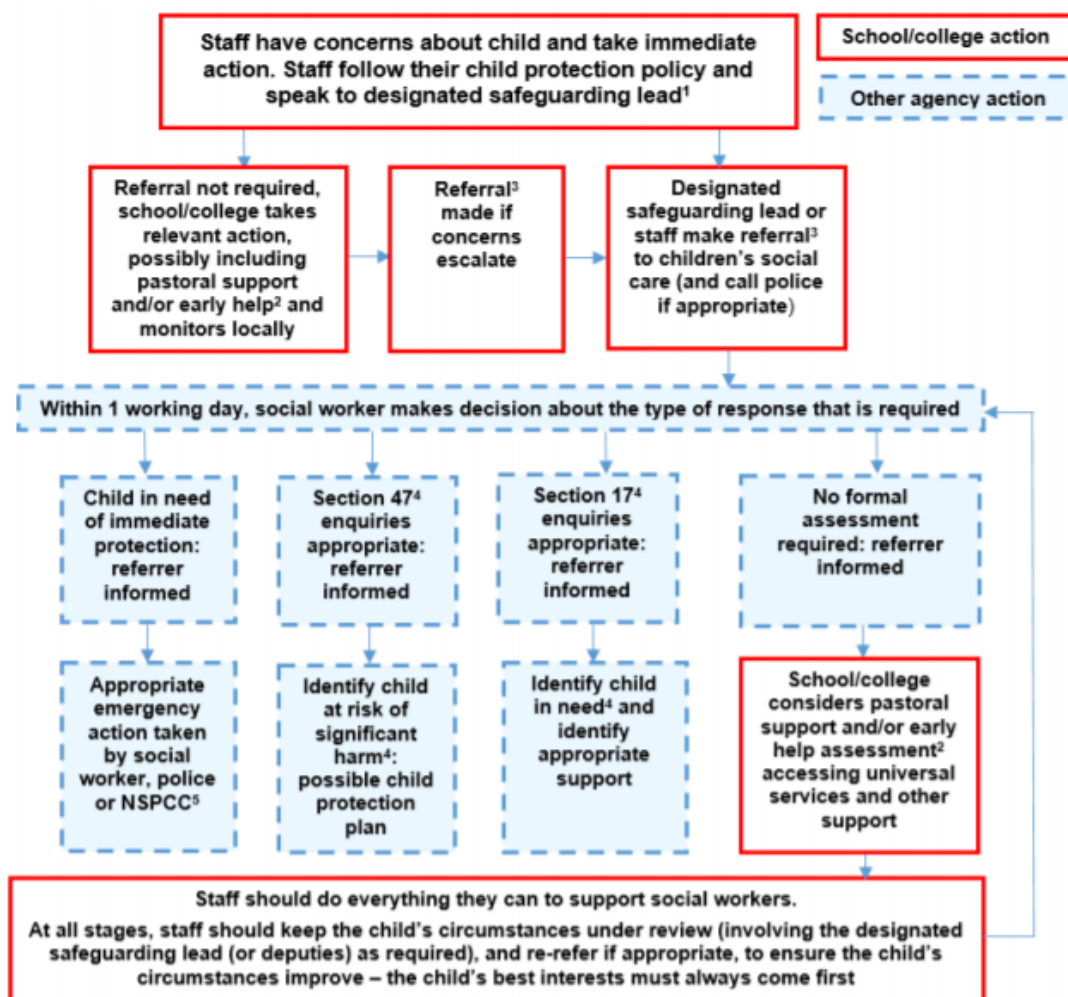 Staff have concerns about child and take immediate
action. Staff follow their child protection policy and
speak to designated safeguarding lead¹
School/college action
Other agency action
Referral not required,
school/college takes
relevant action,
possibly including
pastoral support
and/or early help² and
monitors locally
Referral³
made if
concerns
escalate
Designated
safeguarding lead or
staff make referral³
to children's social
care (and call police
if appropriate)
Within 1 working day, social worker makes decision about the type of response that is required
Child in need
of immediate
protection:
referrer
informed
Section 47⁴
enquiries
appropriate:
referrer
informed
Section 17⁴
enquiries
appropriate:
referrer
informed
No formal
assessment
required: referrer
informed
Appropriate
emergency
action taken
by social
worker, police
or NSPCC⁵
Identify child
at risk of
significant
harm⁴:
possible child
protection
plan
Identify child
in need⁴ and
identify
appropriate
support
School/college
considers pastoral
support and/or early
help assessment²
accessing universal
services and other
support
Staff should do everything they can to support social workers.
At all stages, staff should keep the child's circumstances under review (involving the designated
safeguarding lead (or deputies) as required), and re-refer if appropriate, to ensure the child's
circumstances improve – the child's best interests must always come first